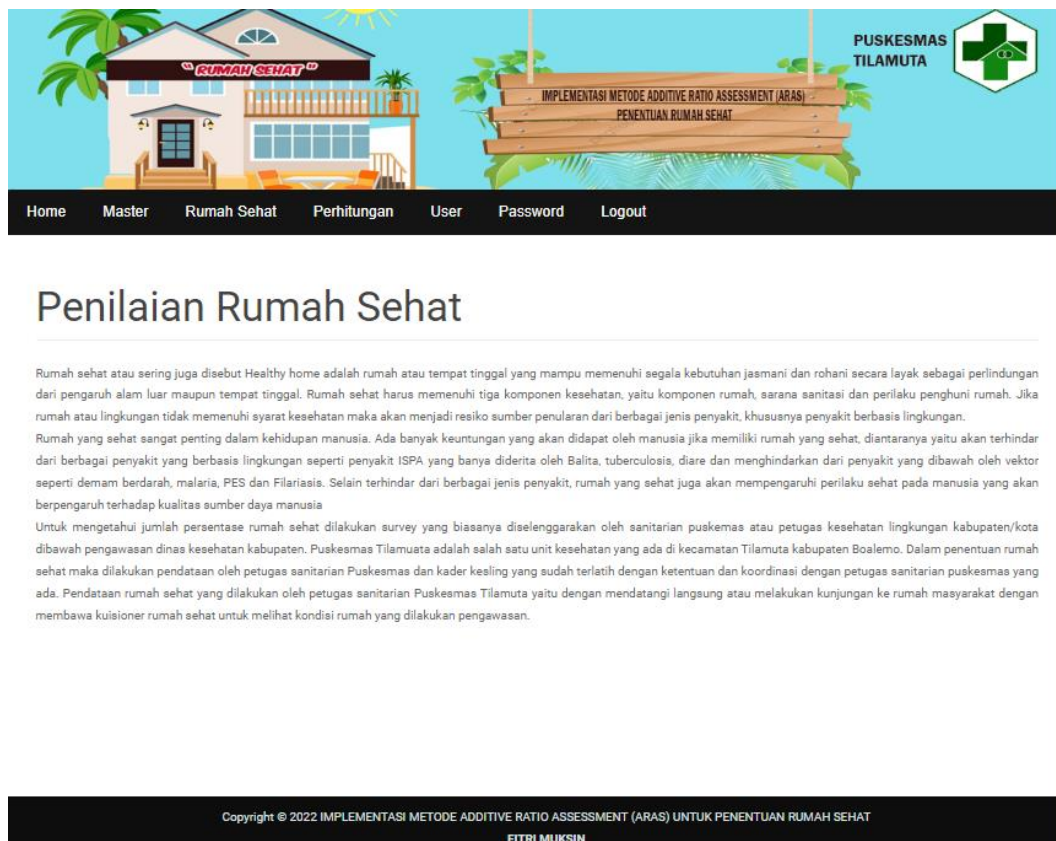 " RUMAH SEHAT "
IMPLEMENTASI METODE ADDITIVE RATIO ASSESSMENT (ARAS)
PENENTUAN RUMAH SEHAT
PUSKESMAS
TILAMUTA
Home Master Rumah Sehat Perhitungan User Password Logout
Penilaian Rumah Sehat
Rumah sehat atau sering juga disebut Healthy home adalah rumah atau tempat tinggal yang mampu memenuhi segala kebutuhan jasmani dan rohani secara layak sebagai perlindungan
dari pengaruh alam luar maupun tempat tinggal. Rumah sehat harus memenuhi tiga komponen kesehatan, yaitu komponen rumah, sarana sanitasi dan perilaku penghuni rumah. Jika
rumah atau lingkungan tidak memenuhi syarat kesehatan maka akan menjadi resiko sumber penularan dari berbagai jenis penyakit, khususnya penyakit berbasis lingkungan.
Rumah yang sehat sangat penting dalam kehidupan manusia. Ada banyak keuntungan yang akan didapat oleh manusia jika memiliki rumah yang sehat, diantaranya yaitu akan terhindar
dari berbagai penyakit yang berbasis lingkungan seperti penyakit ISPA yang banya diderita oleh Balita, tuberculosis, diare dan menghindarkan dari penyakit yang dibawah oleh vektor
seperti demam berdarah, malaria, PES dan Filariasis. Selain terhindar dari berbagai jenis penyakit, rumah yang sehat juga akan mempengaruhi perilaku sehat pada manusia yang akan
berpengaruh terhadap kualitas sumber daya manusia
Untuk mengetahui jumlah persentase rumah sehat dilakukan survey yang biasanya diselenggarakan oleh sanitarian puskemas atau petugas kesehatan lingkungan kabupaten/kota
dibawah pengawasan dinas kesehatan kabupaten. Puskesmas Tilamuata adalah salah satu unit kesehatan yang ada di kecamatan Tilamuta kabupaten Boalemo. Dalam penentuan rumah
sehat maka dilakukan pendataan oleh petugas sanitarian Puskesmas dan kader kesling yang sudah terlatih dengan ketentuan dan koordinasi dengan petugas sanitarian puskesmas yang
ada. Pendataan rumah sehat yang dilakukan oleh petugas sanitarian Puskesmas Tilamuta yaitu dengan mendatangi langsung atau melakukan kunjungan ke rumah masyarakat dengan
membawa kuisioner rumah sehat untuk melihat kondisi rumah yang dilakukan pengawasan.
Copyright © 2022 IMPLEMENTASI METODE ADDITIVE RATIO ASSESSMENT (ARAS) UNTUK PENENTUAN RUMAH SEHAT
FITRI MUKSIN